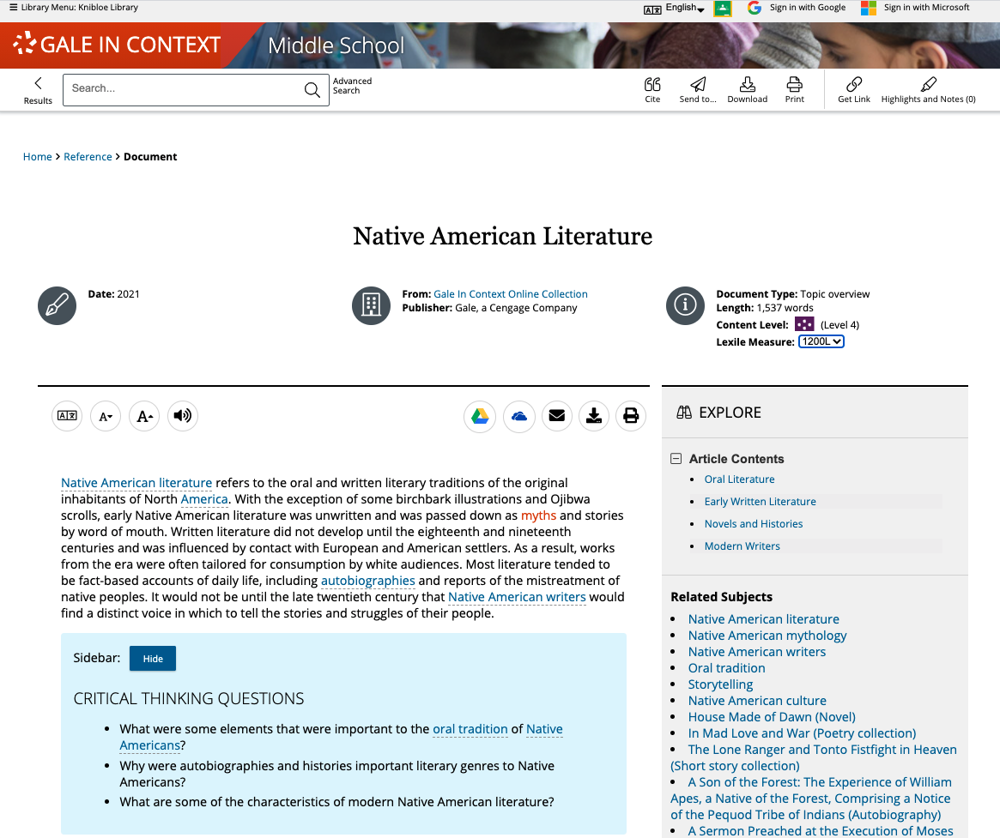 ☰ Library Menu: Knibloe Library
English
Sign in with Google
Sign in with Microsoft
GALE IN CONTEXT
Middle School
Results
Search...
Advanced
Search
Cite
Send to...
Download
Print
Get Link
Highlights and Notes (0)
Home > Reference > Document
Native American Literature
Date: 2021
From: Gale In Context Online Collection
Publisher: Gale, a Cengage Company
Document Type: Topic overview
Length: 1,537 words
Content Level: (Level 4)
Lexile Measure: 1200L
A
A
EXPLORE
Article Contents
• Oral Literature
• Early Written Literature
• Novels and Histories
• Modern Writers
Native American literature refers to the oral and written literary traditions of the original
inhabitants of North America. With the exception of some birchbark illustrations and Ojibwa
scrolls, early Native American literature was unwritten and was passed down as myths and stories
by word of mouth. Written literature did not develop until the eighteenth and nineteenth
centuries and was influenced by contact with European and American settlers. As a result, works
from the era were often tailored for consumption by white audiences. Most literature tended to
be fact-based accounts of daily life, including autobiographies and reports of the mistreatment of
native peoples. It would not be until the late twentieth century that Native American writers would
find a distinct voice in which to tell the stories and struggles of their people.
Sidebar: Hide
CRITICAL THINKING QUESTIONS
• What were some elements that were important to the oral tradition of Native
Americans?
• Why were autobiographies and histories important literary genres to Native
Americans?
• What are some of the characteristics of modern Native American literature?
Related Subjects
• Native American literature
• Native American mythology
• Native American writers
• Oral tradition
• Storytelling
• Native American culture
• House Made of Dawn (Novel)
• In Mad Love and War (Poetry collection)
• The Lone Ranger and Tonto Fistfight in Heaven
(Short story collection)
• A Son of the Forest: The Experience of William
Apes, a Native of the Forest, Comprising a Notice
of the Pequod Tribe of Indians (Autobiography)
• A Sermon Preached at the Execution of Moses